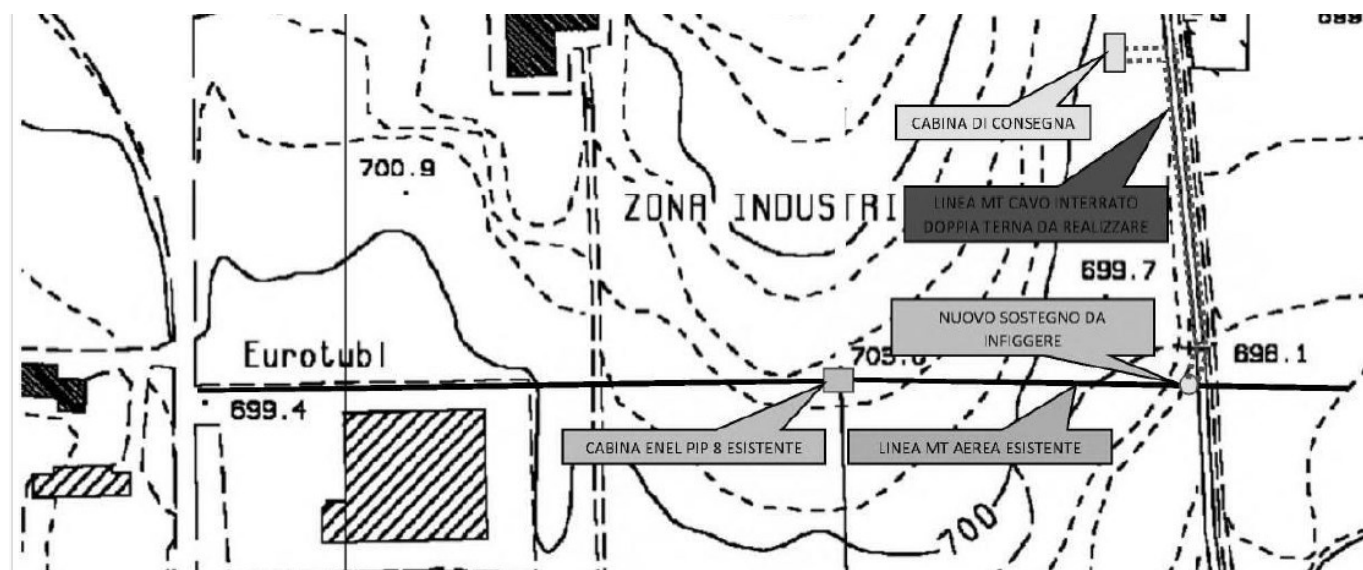 CABINA DI CONSEGNA
700.9
ZONA INDUSTRI
LINEA MT CAVO INTERRATO
DOPPIA TERNA DA REALIZZARE
699.7
NUOVO SOSTEGNO DA
INFIGGERE
Eurotubi
698.1
699.4
CABINA ENEL PIP 8 ESISTENTE
LINEA MT AEREA ESISTENTE
700